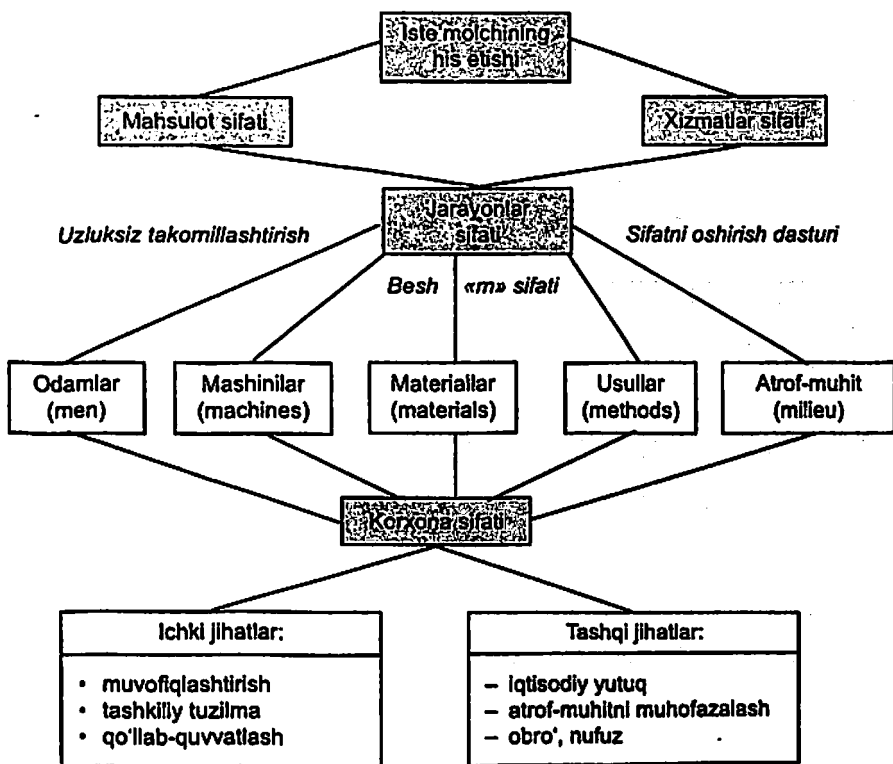 Iste'molchining
his etishi
Mahsulot sifati
Xizmatlar sifati
Jarayonlar
sifati
Uzluksiz takomillashtirish
Sifatni oshirish dasturi
Besh «m» sifati
Odamlar
(men)
Mashinilar
(machines)
Materiallar
(materials)
Usullar
(methods)
Atrof-muhit
(milieu)
Korxona sifati
Ichki jihatlar:
• muvofiqlashtirish
• tashkiliy tuzilma
• qo'llab-quvvatlash
Tashqi jihatlar:
– iqtisodiy yutuq
– atrof-muhitni muhofazalash
– obro', nufuz